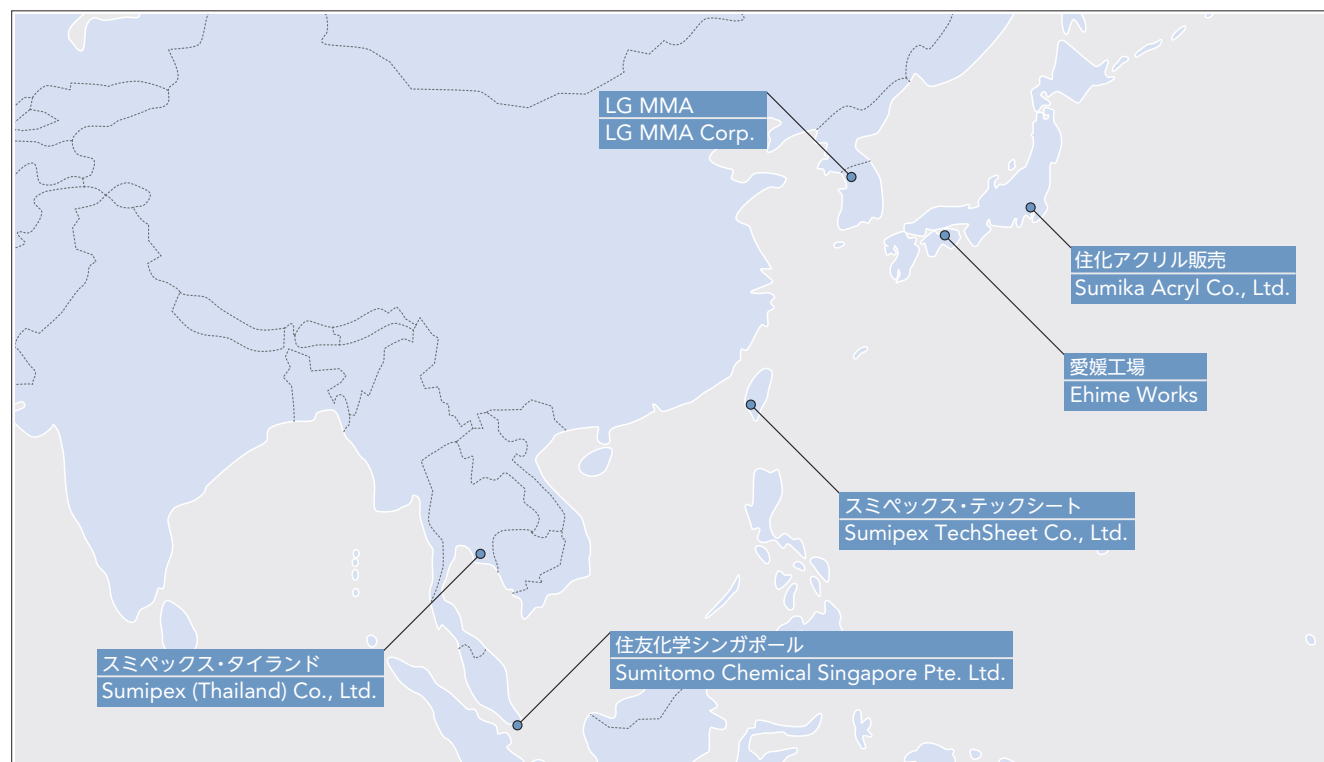 LG MMA
LG MMA Corp.
住化アクリル販売
Sumika Acryl Co., Ltd.
愛媛工場
Ehime Works
スミペックス・テックシート
Sumipex TechSheet Co., Ltd.
住友化学シンガポール
Sumitomo Chemical Singapore Pte. Ltd.
スミペックス・タイランド
Sumipex (Thailand) Co., Ltd.